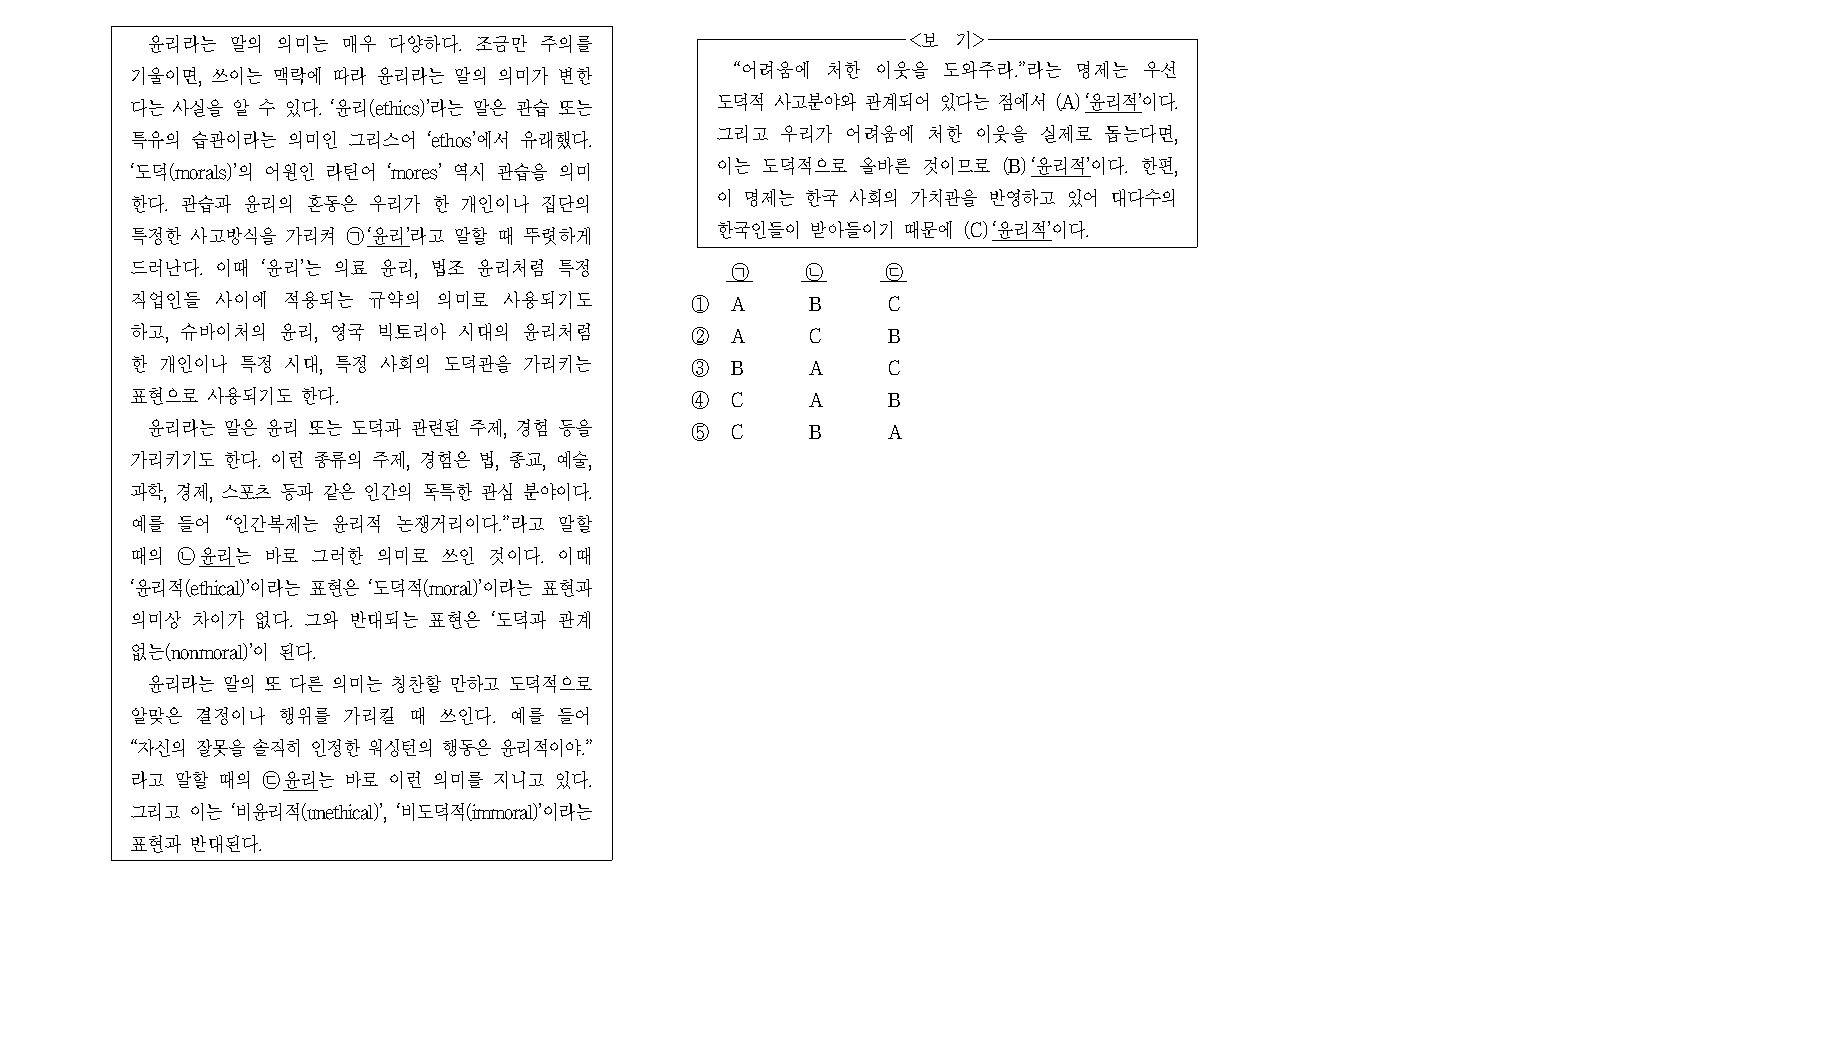 윤리라는 말의 의미는 매우 다양하다. 조금만 주의를
기울이면, 쓰이는 맥락에 따라 윤리라는 말의 의미가 변한
다는 사실을 알 수 있다. ‘윤리(ethics)’라는 말은 관습 또는
특유의 습관이라는 의미인 그리스어 ‘ethos’에서 유래했다.
‘도덕(morals)’의 어원인 라틴어 ‘mores’ 역시 관습을 의미
한다. 관습과 윤리의 혼동은 우리가 한 개인이나 집단의
특정한 사고방식을 가리켜 ㉠‘윤리’라고 말할 때 뚜렷하게
드러난다. 이때 ‘윤리’는 의료 윤리, 법조 윤리처럼 특정
직업인들 사이에 적용되는 규약의 의미로 사용되기도
하고, 슈바이처의 윤리, 영국 빅토리아 시대의 윤리처럼
한 개인이나 특정 시대, 특정 사회의 도덕관을 가리키는
표현으로 사용되기도 한다.
윤리라는 말은 윤리 또는 도덕과 관련된 주제, 경험 등을
가리키기도 한다. 이런 종류의 주제, 경험은 법, 종교, 예술,
과학, 경제, 스포츠 등과 같은 인간의 독특한 관심 분야이다.
예를 들어 “인간복제는 윤리적 논쟁거리이다.”라고 말할
때의 ㉡윤리는 바로 그러한 의미로 쓰인 것이다. 이때
‘윤리적(ethical)’이라는 표현은 ‘도덕적(moral)’이라는 표현과
의미상 차이가 없다. 그와 반대되는 표현은 ‘도덕과 관계
없는(nonmoral)’이 된다.
윤리라는 말의 또 다른 의미는 칭찬할 만하고 도덕적으로
알맞은 결정이나 행위를 가리킬 때 쓰인다. 예를 들어
“자신의 잘못을 솔직히 인정한 워싱턴의 행동은 윤리적이야.”
라고 말할 때의 ㉢윤리는 바로 이런 의미를 지니고 있다.
그리고 이는 ‘비윤리적(unethical)’, ‘비도덕적(immoral)’이라는
표현과 반대된다.
<보 기>
“어려움에 처한 이웃을 도와주라.”라는 명제는 우선
도덕적 사고분야와 관계되어 있다는 점에서 (A)‘윤리적’이다.
그리고 우리가 어려움에 처한 이웃을 실제로 돕는다면,
이는 도덕적으로 올바른 것이므로 (B)‘윤리적’이다. 한편,
이 명제는 한국 사회의 가치관을 반영하고 있어 대다수의
한국인들이 받아들이기 때문에 (C)‘윤리적’이다.
㉠ ㉡ ㉢
① A B C
② A C B
③ B A C
④ C A B
⑤ C B A